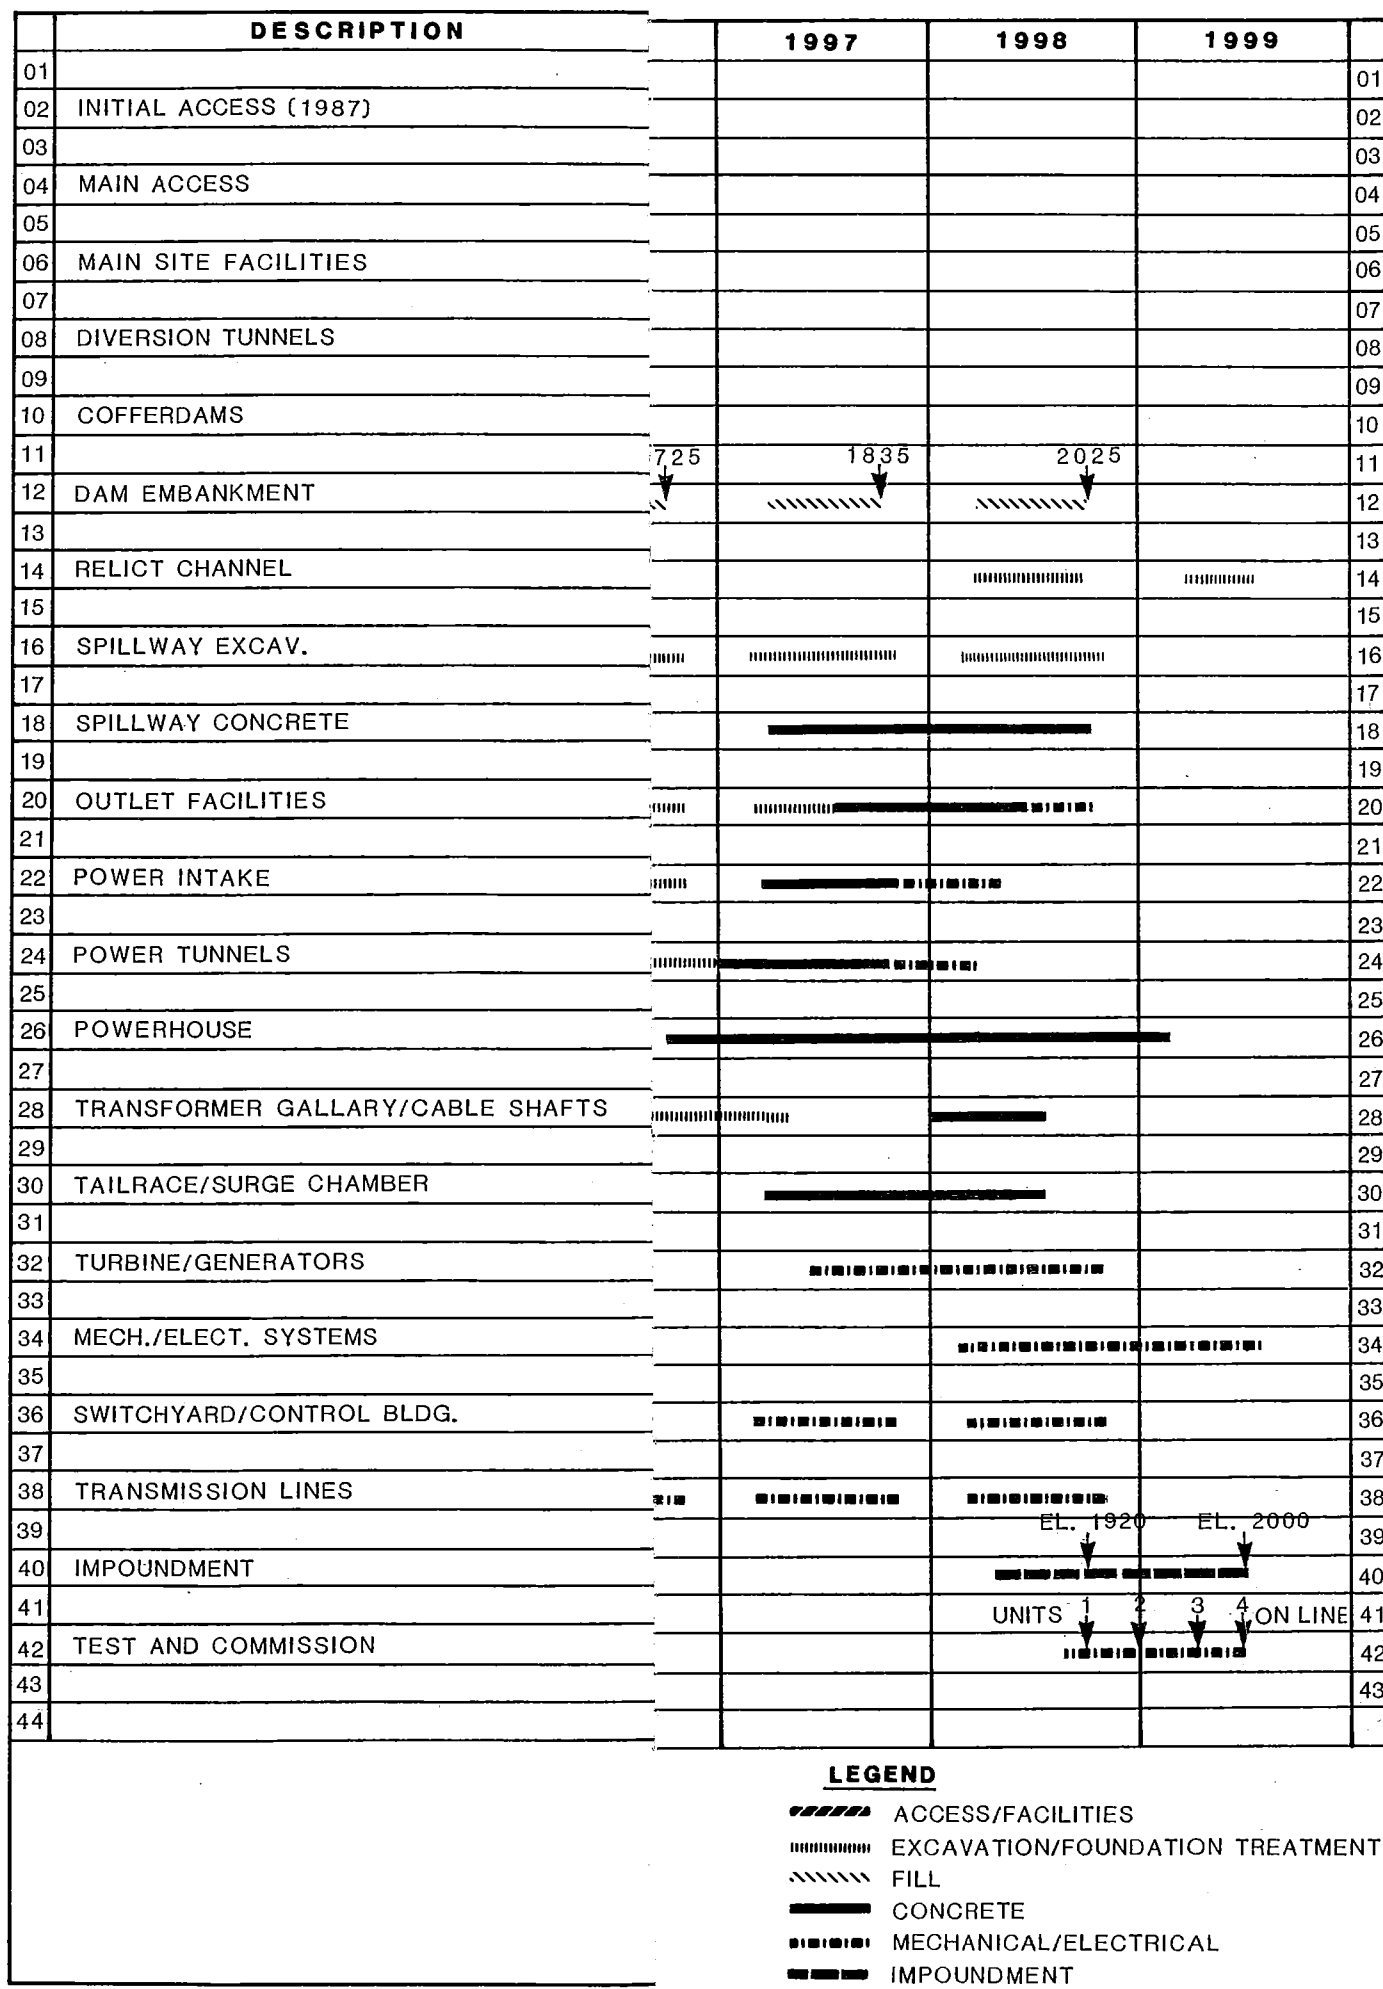 DESCRIPTION 1997 1998 1999
01 01
02 INITIAL ACCESS (1987) 02
03 03
04 MAIN ACCESS 04
05 05
06 MAIN SITE FACILITIES 06
07 07
08 DIVERSION TUNNELS 08
09 09
10 COFFERDAMS 10
11 725 1835 2025 11
12 DAM EMBANKMENT 12
13 13
14 RELICT CHANNEL 14
15 15
16 SPILLWAY EXCAV. 16
17 17
18 SPILLWAY CONCRETE 18
19 19
20 OUTLET FACILITIES 20
21 21
22 POWER INTAKE 22
23 23
24 POWER TUNNELS 24
25 25
26 POWERHOUSE 26
27 27
28 TRANSFORMER GALLARY/CABLE SHAFTS 28
29 29
30 TAILRACE/SURGE CHAMBER 30
31 31
32 TURBINE/GENERATORS 32
33 33
34 MECH./ELECT. SYSTEMS 34
35 35
36 SWITCHYARD/CONTROL BLDG. 36
37 37
38 TRANSMISSION LINES 38
39 EL. 1920 EL. 2000 39
40 IMPOUNDMENT 40
41 UNITS 1 2 3 4 ON LINE 41
42 TEST AND COMMISSION 42
43 43
44
LEGEND
ACCESS/FACILITIES
EXCAVATION/FOUNDATION TREATMENT
FILL
CONCRETE
MECHANICAL/ELECTRICAL
IMPOUNDMENT